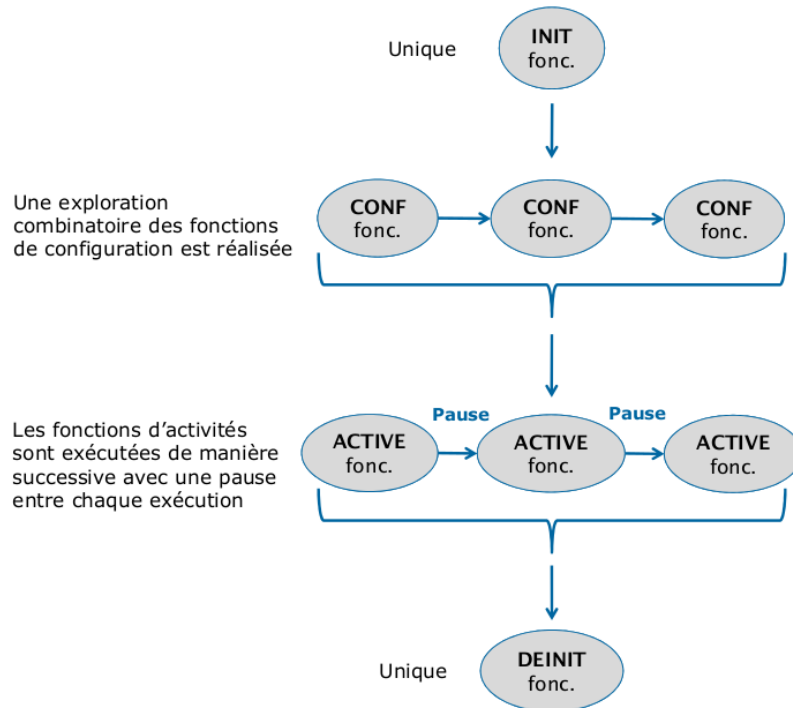 Unique
INIT
fonc.
Une exploration
combinatoire des fonctions
de configuration est réalisée
CONF
fonc.
CONF
fonc.
CONF
fonc.
Les fonctions d'activités
sont exécutées de manière
successive avec une pause
entre chaque exécution
Pause
Pause
ACTIVE
fonc.
ACTIVE
fonc.
ACTIVE
fonc.
Unique
DEINIT
fonc.